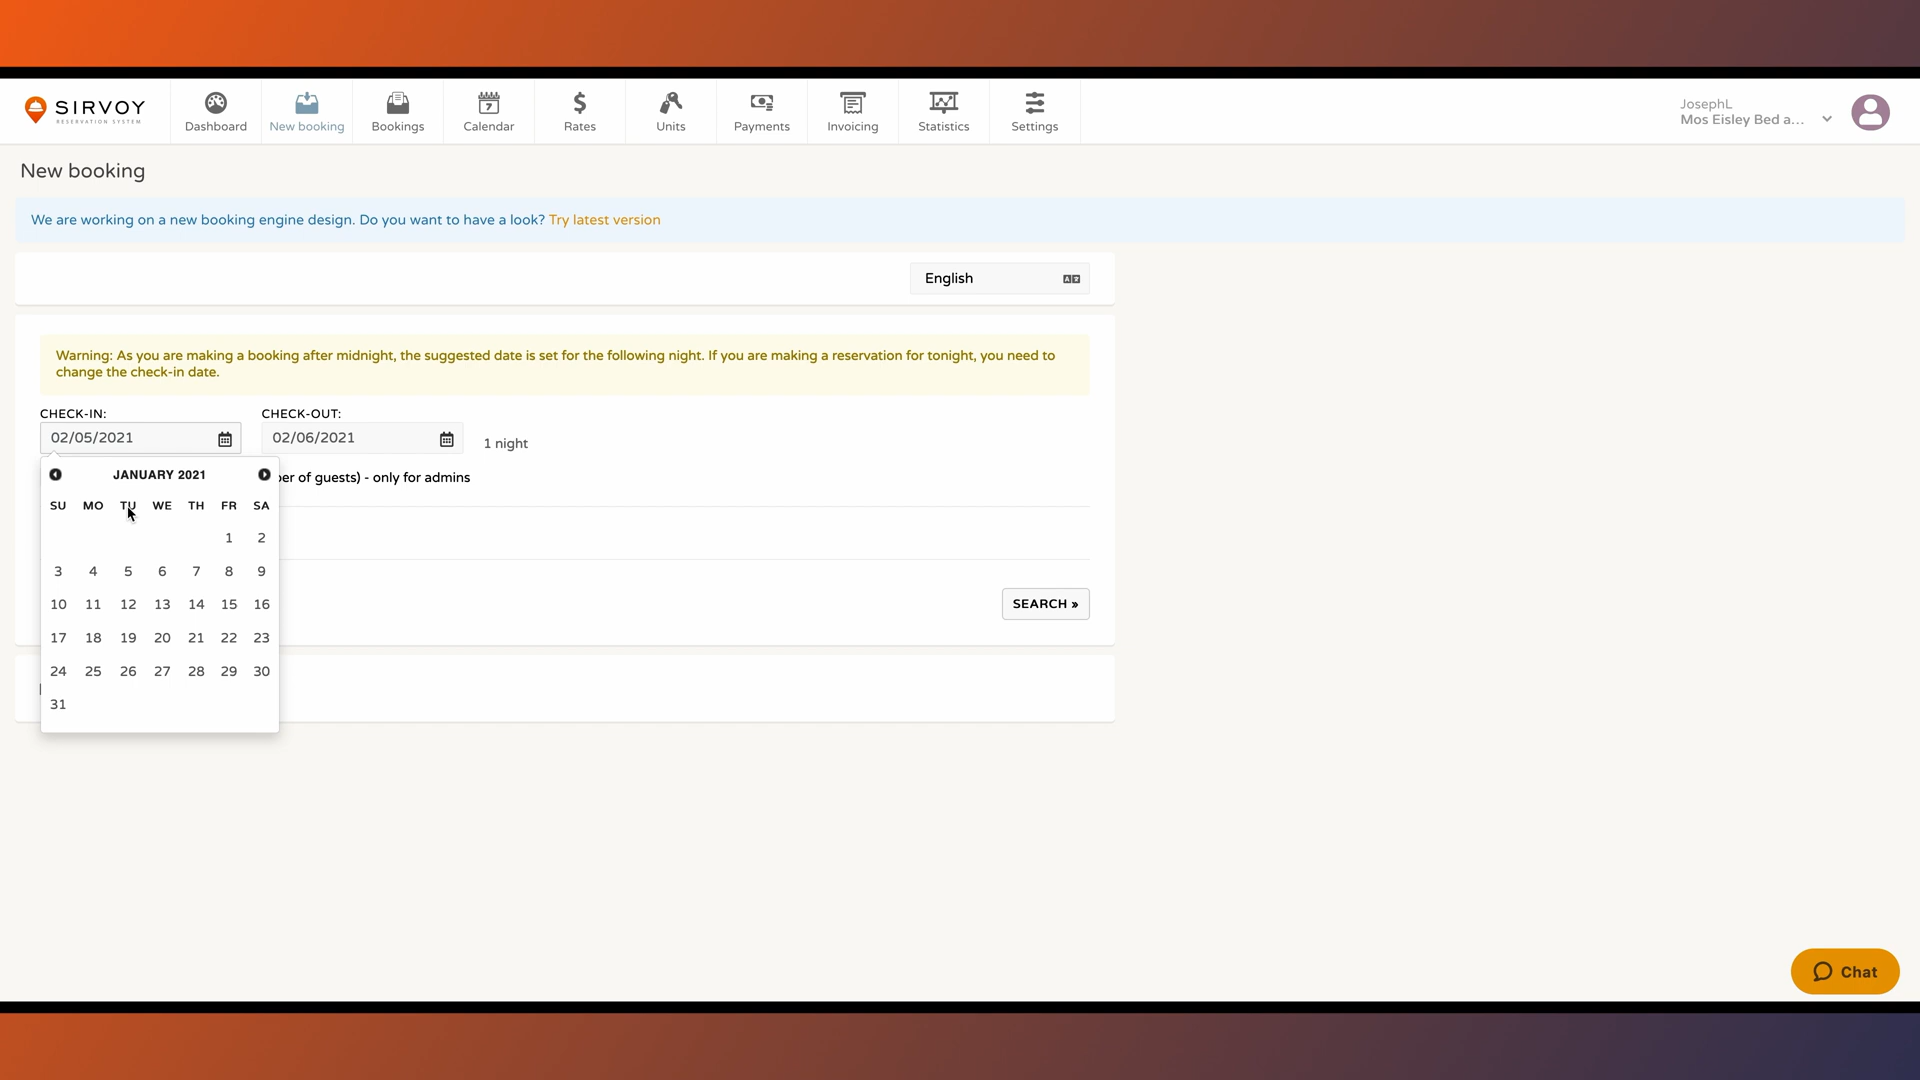 SIRVOY
RESERVATION SYSTEM
Dashboard
New booking
Bookings
7
Calendar
Rates
Units
Payments
Invoicing
Statistics
Settings
JosephL
Mos Eisley Bed a...
New booking
We are working on a new booking engine design. Do you want to have a look? Try latest version
English
Warning: As you are making a booking after midnight, the suggested date is set for the following night. If you are making a reservation for tonight, you need to
change the check-in date.
CHECK-IN: CHECK-OUT:
02/05/2021 02/06/2021 1 night
JANUARY 2021
of guests) - only for admins
SU MO TU WE TH FR SA
1 2
3 4 5 6 7 8 9
10 11 12 13 14 15 16
SEARCH »
17 18 19 20 21 22 23
24 25 26 27 28 29 30
31
Chat